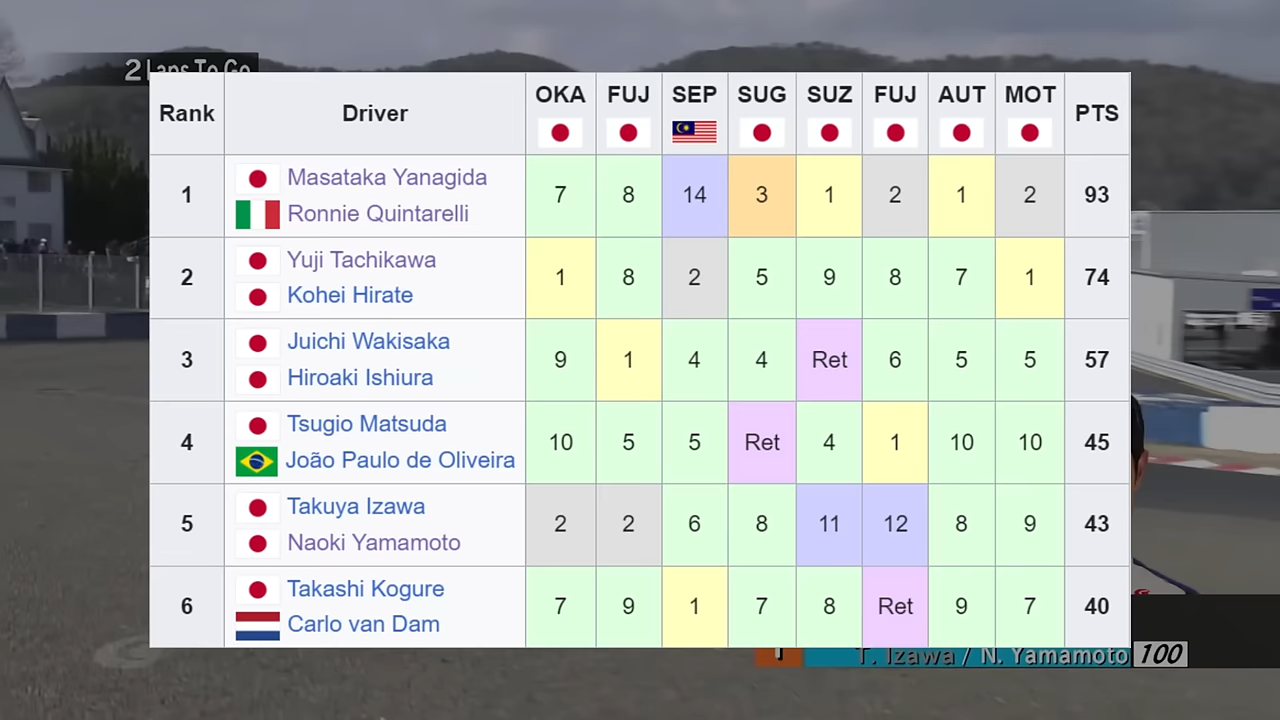 2 Laps To Go
Rank Driver OKA FUJ SEP SUG SUZ FUJ AUT MOT PTS
1 Masataka Yanagida Ronnie Quintarelli 7 8 14 3 1 2 1 2 93
2 Yuji Tachikawa Kohei Hirate 1 8 2 5 9 8 7 1 74
3 Juichi Wakisaka Hiroaki Ishiura 9 1 4 4 Ret 6 5 5 57
4 Tsugio Matsuda João Paulo de Oliveira 10 5 5 Ret 4 1 10 10 45
5 Takuya Izawa Naoki Yamamoto 2 2 6 8 11 12 8 9 43
6 Takashi Kogure Carlo van Dam 7 9 1 7 8 Ret 9 7 40
1 T. Izawa / N. Yamamoto 100